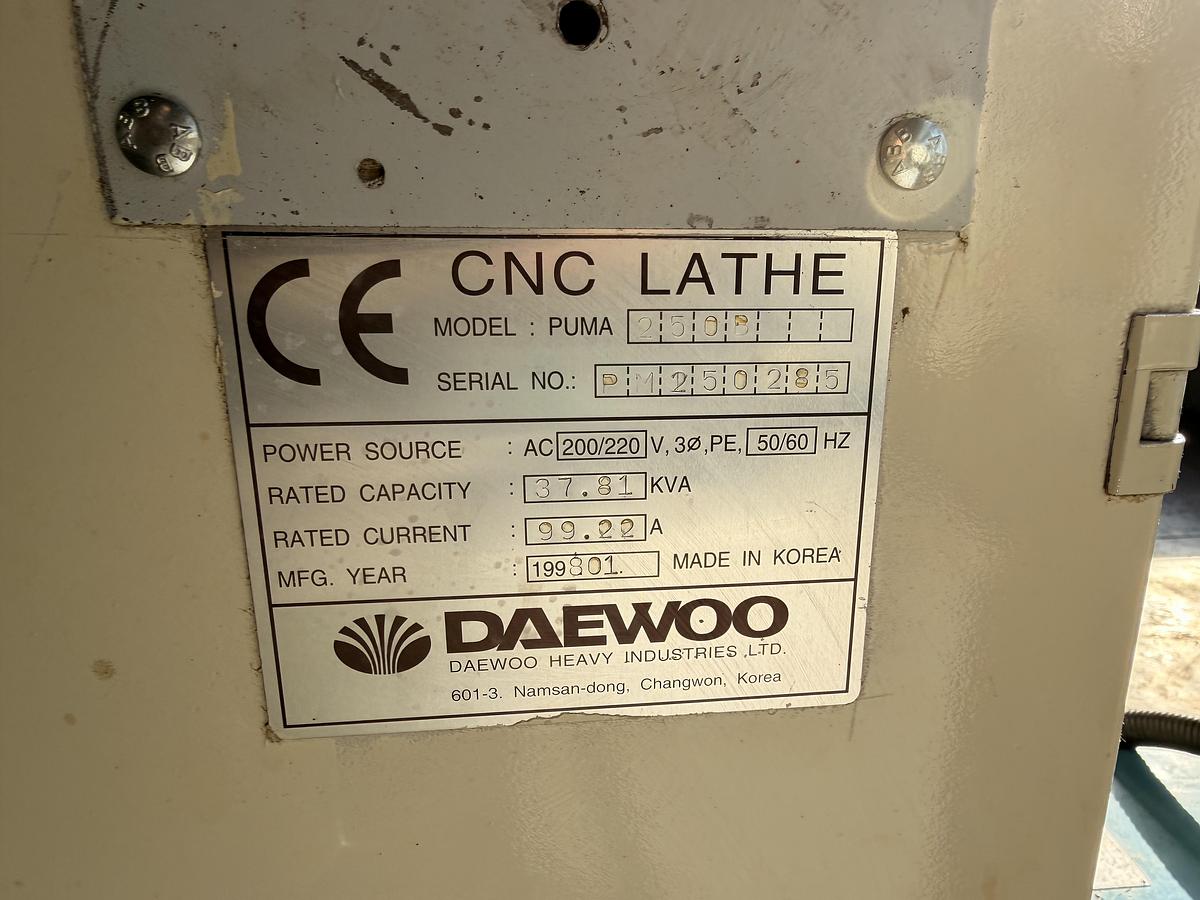 CE CNC LATHE
MODEL : PUMA 250B
SERIAL NO.: PM250285
POWER SOURCE : AC 200/220 V, 3Ø, PE, 50/60 HZ
RATED CAPACITY : 37.81 KVA
RATED CURRENT : 99.22 A
MFG. YEAR : 199801. MADE IN KOREA
DAEWOO
DAEWOO HEAVY INDUSTRIES ,LTD.
601-3. Namsan-dong, Changwon, Korea